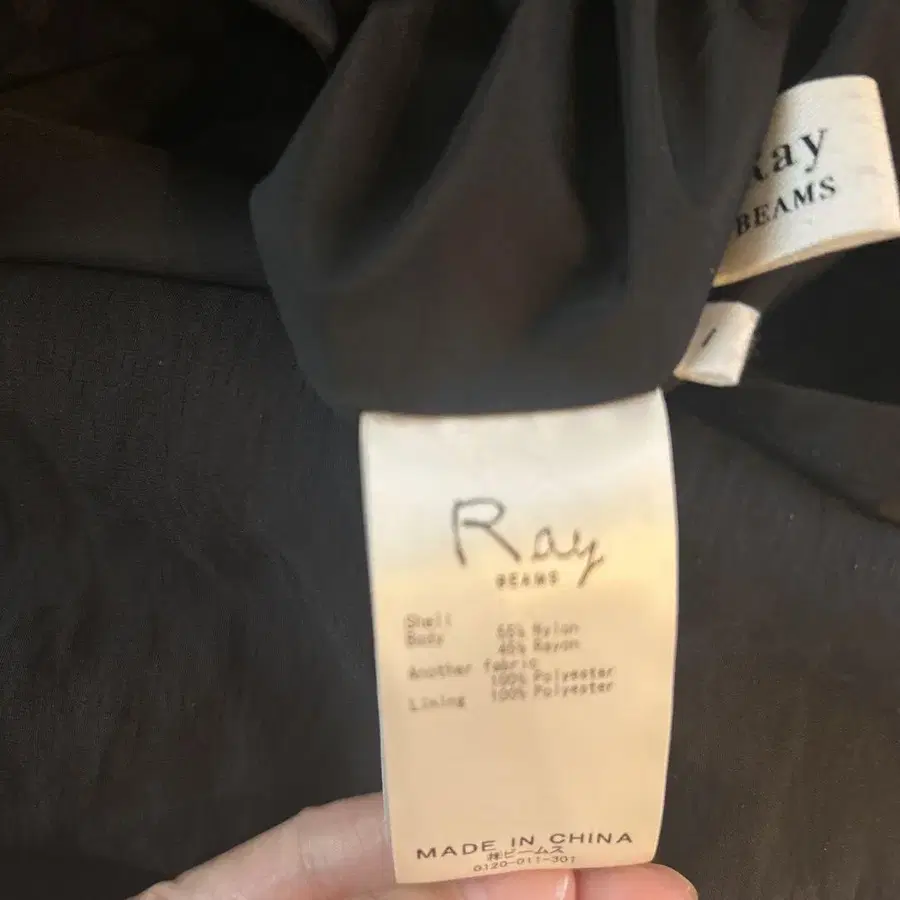 Ray
BEAMS
1
Ray
BEAMS
Shell
Body 55% Nylon
45% Rayon
Another fabric
100% Polyester
Lining 100% Polyester
MADE IN CHINA
㈱ビームス
0120-011-301